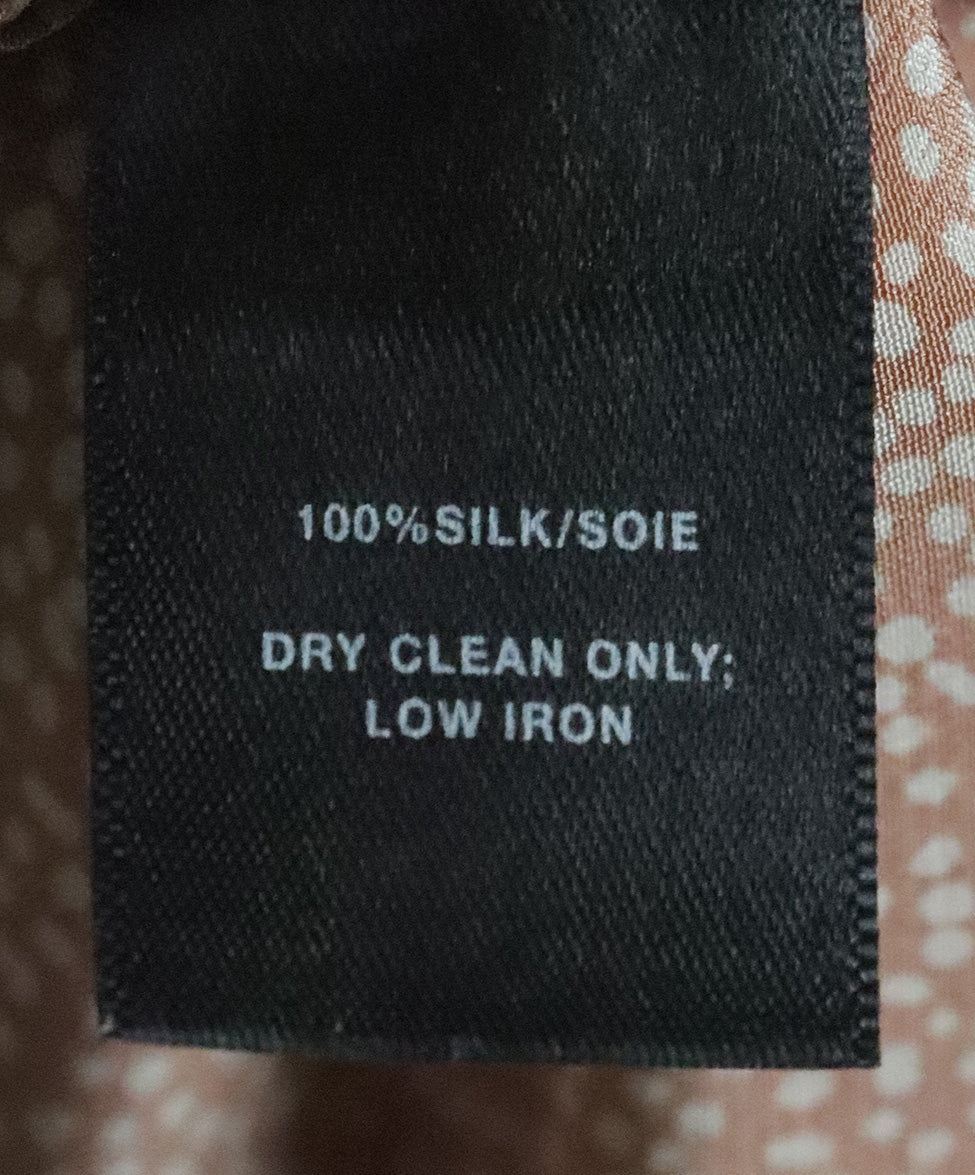 100%SILK/SOIE
DRY CLEAN ONLY;
LOW IRON